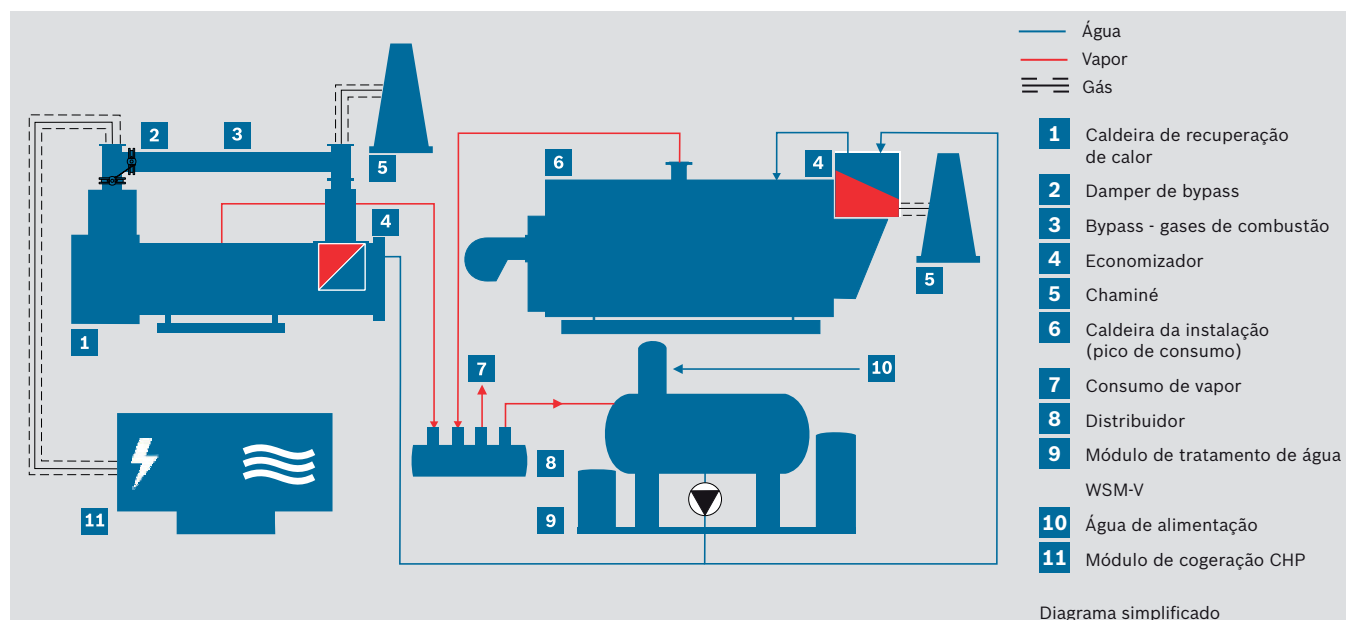 Água
Vapor
Gás
1 Caldeira de recuperação
de calor
2 Damper de bypass
3 Bypass - gases de combustão
4 Economizador
5 Chaminé
6 Caldeira da instalação
(pico de consumo)
7 Consumo de vapor
8 Distribuidor
9 Módulo de tratamento de água
WSM-V
10 Água de alimentação
11 Módulo de cogeração CHP
Diagrama simplificado
2
3
5
6
4
4
5
1
7
10
8
9
11